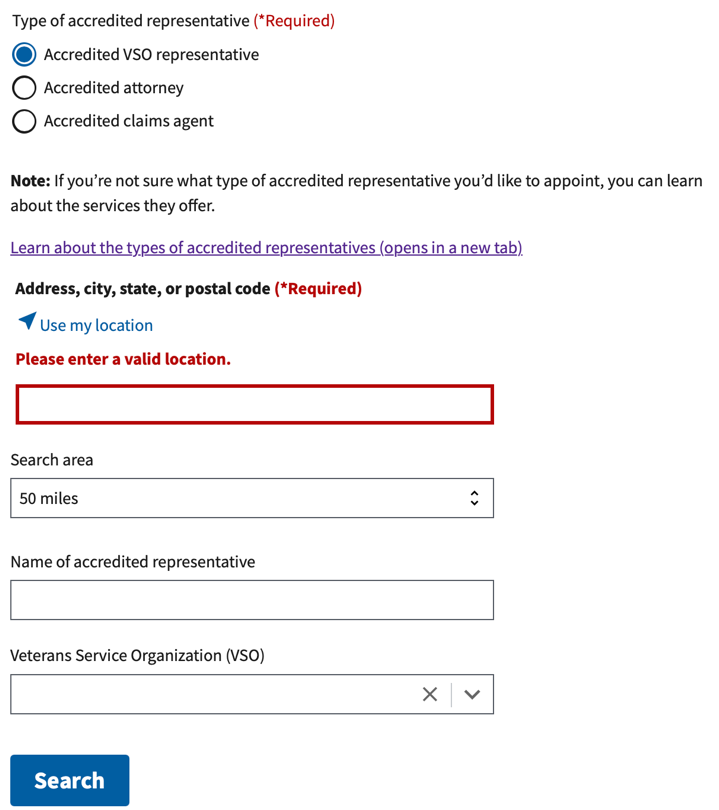 Type of accredited representative (*Required)
Accredited VSO representative
Accredited attorney
Accredited claims agent
Note: If you’re not sure what type of accredited representative you’d like to appoint, you can learn
about the services they offer.
Learn about the types of accredited representatives (opens in a new tab)
Address, city, state, or postal code (*Required)
Use my location
Please enter a valid location.
Search area
50 miles
Name of accredited representative
Veterans Service Organization (VSO)
Search